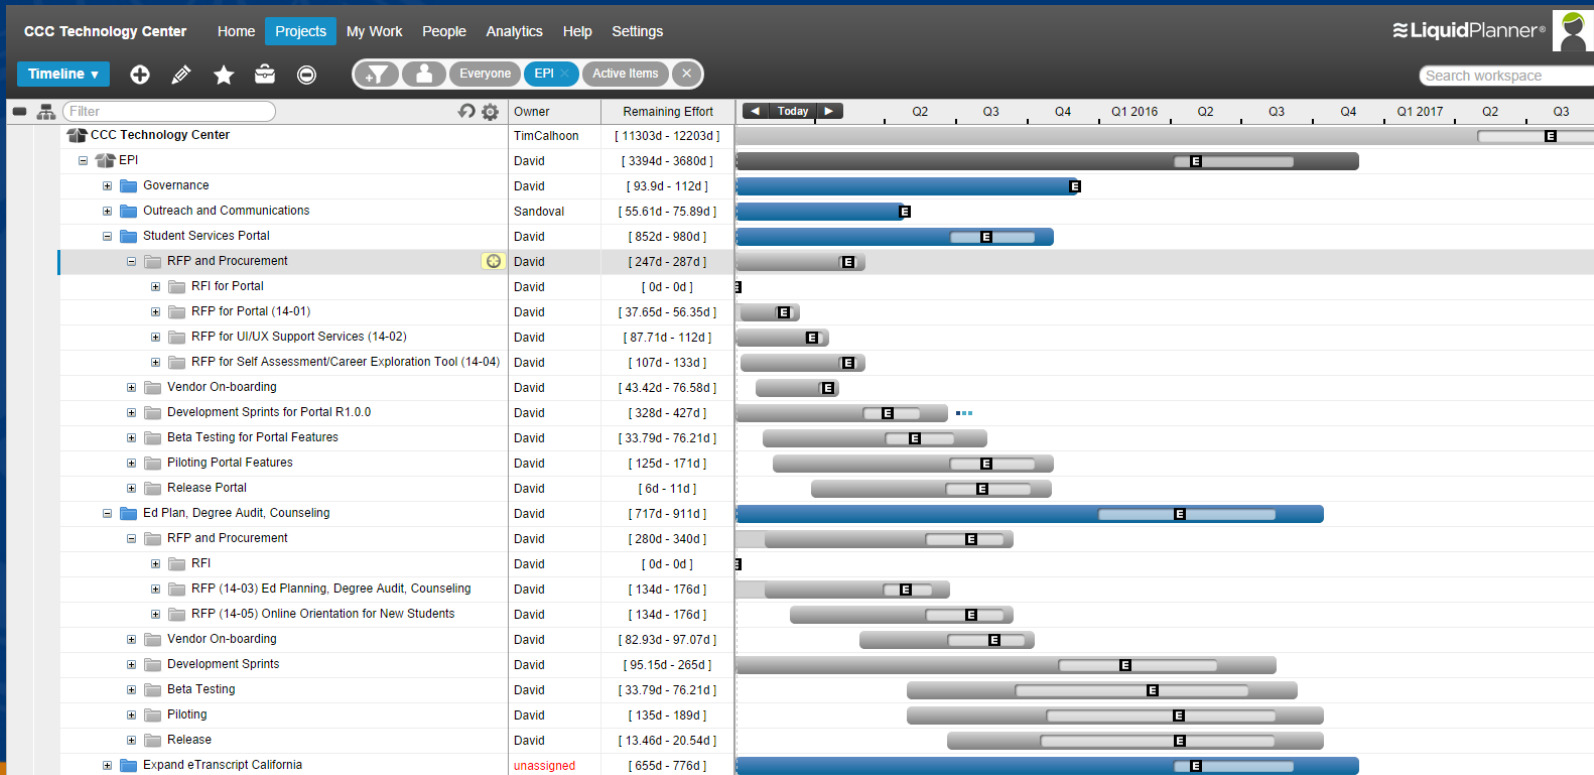 CCC Technology Center Home Projects My Work People Analytics Help Settings LiquidPlanner®
Timeline Everyone EPI × Active Items × Search workspace
Filter Owner Remaining Effort Today Q2 Q3 Q4 Q1 2016 Q2 Q3 Q4 Q1 2017 Q2 Q3
CCC Technology Center TimCalhoon [ 11303d - 12203d ] E
EPI David [ 3394d - 3680d ] E
Governance David [ 93.9d - 112d ] E
Outreach and Communications Sandoval [ 55.61d - 75.89d ] E
Student Services Portal David [ 852d - 980d ] E
RFP and Procurement David [ 247d - 287d ] E
RFI for Portal David [ 0d - 0d ] E
RFP for Portal (14-01) David [ 37.65d - 56.35d ] E
RFP for UI/UX Support Services (14-02) David [ 87.71d - 112d ] E
RFP for Self Assessment/Career Exploration Tool (14-04) David [ 107d - 133d ] E
Vendor On-boarding David [ 43.42d - 76.58d ] E
Development Sprints for Portal R1.0.0 David [ 328d - 427d ] E
Beta Testing for Portal Features David [ 33.79d - 76.21d ] E
Piloting Portal Features David [ 125d - 171d ] E
Release Portal David [ 6d - 11d ] E
Ed Plan, Degree Audit, Counseling David [ 717d - 911d ] E
RFP and Procurement David [ 280d - 340d ] E
RFI David [ 0d - 0d ] E
RFP (14-03) Ed Planning, Degree Audit, Counseling David [ 134d - 176d ] E
RFP (14-05) Online Orientation for New Students David [ 134d - 176d ] E
Vendor On-boarding David [ 82.93d - 97.07d ] E
Development Sprints David [ 95.15d - 265d ] E
Beta Testing David [ 33.79d - 76.21d ] E
Piloting David [ 135d - 189d ] E
Release David [ 13.46d - 20.54d ] E
Expand eTranscript California unassigned [ 655d - 776d ] E